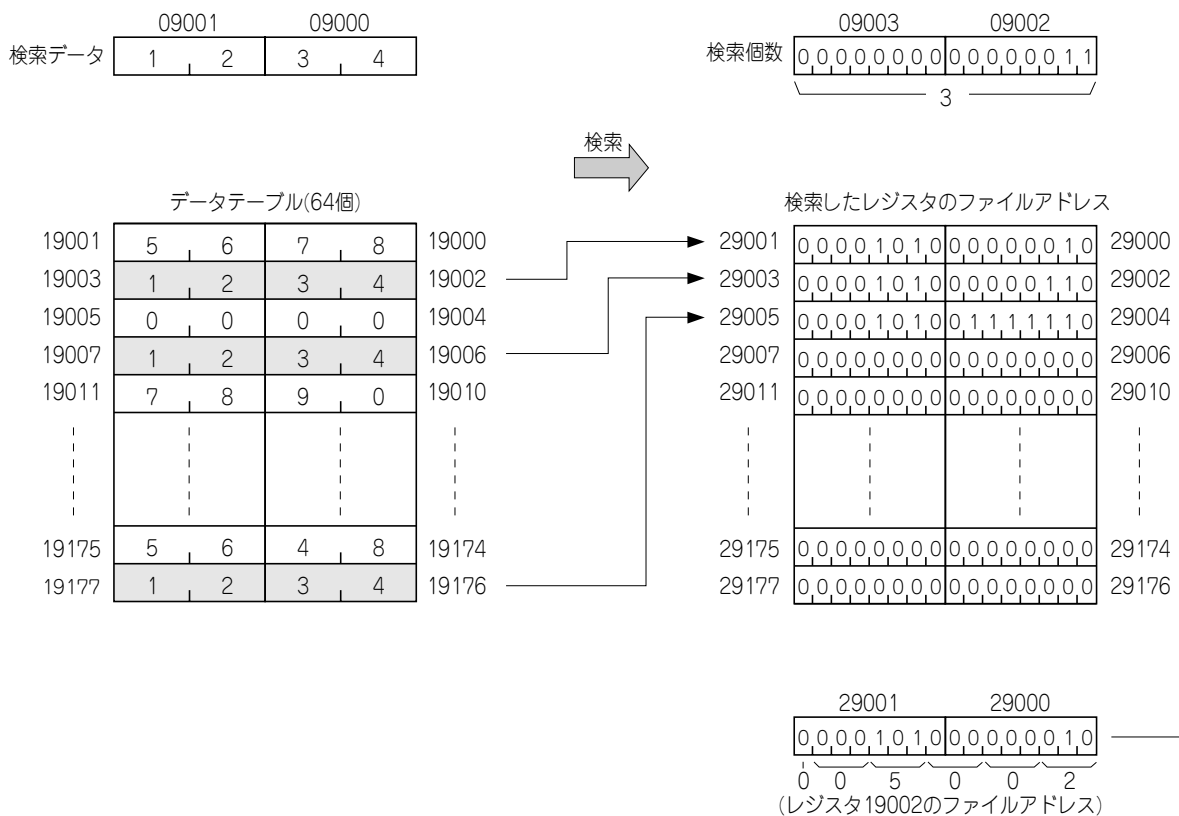 09001 09000
検索データ 1 2 3 4
09003 09002
検索個数 0 0 0 0 0 0 0 0 0 0 0 0 0 0 1 1
3
検索
データテーブル(64個)
19001 5 6 7 8 19000
19003 1 2 3 4 19002
19005 0 0 0 0 19004
19007 1 2 3 4 19006
19011 7 8 9 0 19010
19175 5 6 4 8 19174
19177 1 2 3 4 19176
検索したレジスタのファイルアドレス
29001 0 0 0 0 1 0 1 0 0 0 0 0 0 0 1 0 29000
29003 0 0 0 0 1 0 1 0 0 0 0 0 0 1 1 0 29002
29005 0 0 0 0 1 0 1 0 0 1 1 1 1 1 1 0 29004
29007 0 0 0 0 0 0 0 0 0 0 0 0 0 0 0 0 29006
29011 0 0 0 0 0 0 0 0 0 0 0 0 0 0 0 0 29010
29175 0 0 0 0 0 0 0 0 0 0 0 0 0 0 0 0 29174
29177 0 0 0 0 0 0 0 0 0 0 0 0 0 0 0 0 29176
29001 29000
0 0 0 0 1 0 1 0 0 0 0 0 0 0 1 0
0 0 5 0 0 2
(レジスタ19002のファイルアドレス)